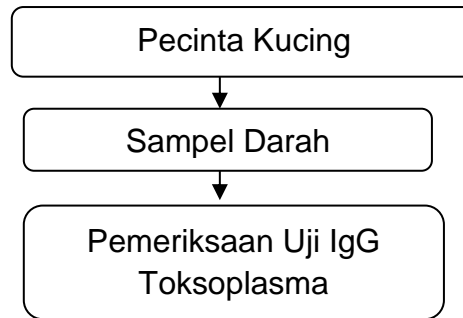 Pecinta Kucing
Sampel Darah
Pemeriksaan Uji IgG
Toksoplasma